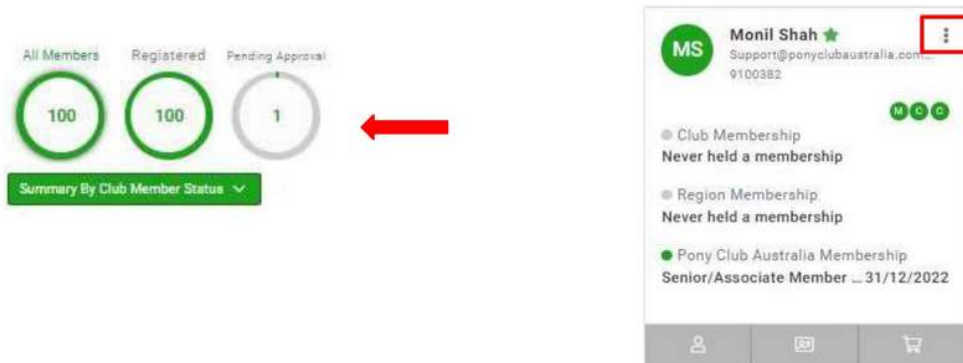 All Members Registered Pending Approval
100 100 1
Summary By Club Member Status
MS
Monil Shah
Support@ponyclubaustralia.com...
9100382
M C C
Club Membership
Never held a membership
Region Membership
Never held a membership
Pony Club Australia Membership
Senior/Associate Member ... 31/12/2022